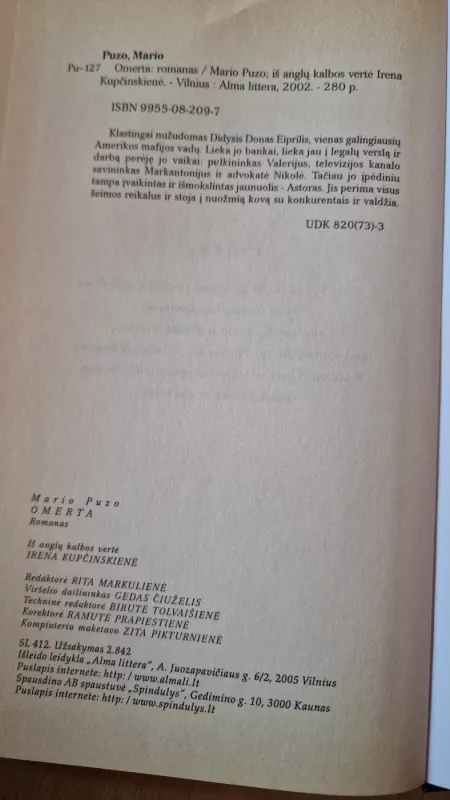 Puzo, Mario
Pu-127 Omerta: romanas / Mario Puzo; iš anglų kalbos vertė Irena
Kupčinskienė. - Vilnius : Alma littera, 2002. - 280 p.
ISBN 9955-08-209-7
Klastingai nužudomas Didysis Donas Eiprilis, vienas galingiausių
Amerikos mafijos vadų. Lieka jo bankai, lieka jau į legalų verslą ir
darbą perėję jo vaikai: pulkininkas Valerijus, televizijos kanalo
savininkas Markantonijus ir advokatė Nikolė. Tačiau jo įpėdiniu
tampa įvaikintas ir išmokslintas jaunuolis - Astoras. Jis perima visus
šeimos reikalus ir stoja į nuožmią kovą su konkurentais ir valdžia.
UDK 820(73)-3
Mario Puzo
OMERTA
Romanas
Iš anglų kalbos vertė
IRENA KUPČINSKIENĖ
Redaktorė RITA MARKULIENĖ
Viršelio dailininkas GEDAS ČIUŽELIS
Techninė redaktorė BIRUTĖ TOLVAIŠIENĖ
Korektorė RAMUTĖ PRAPIESTIENĖ
Kompiuteriu maketavo ZITA PIKTURNIENĖ
SL 412. Užsakymas 2.842
Išleido leidykla „Alma littera", A. Juozapavičiaus g. 6/2, 2005 Vilnius
Puslapis internete: http: / www.almali.lt
Spausdino AB spaustuvė „Spindulys", Gedimino g. 10, 3000 Kaunas
Puslapis internete: http: / www.spindulys.lt